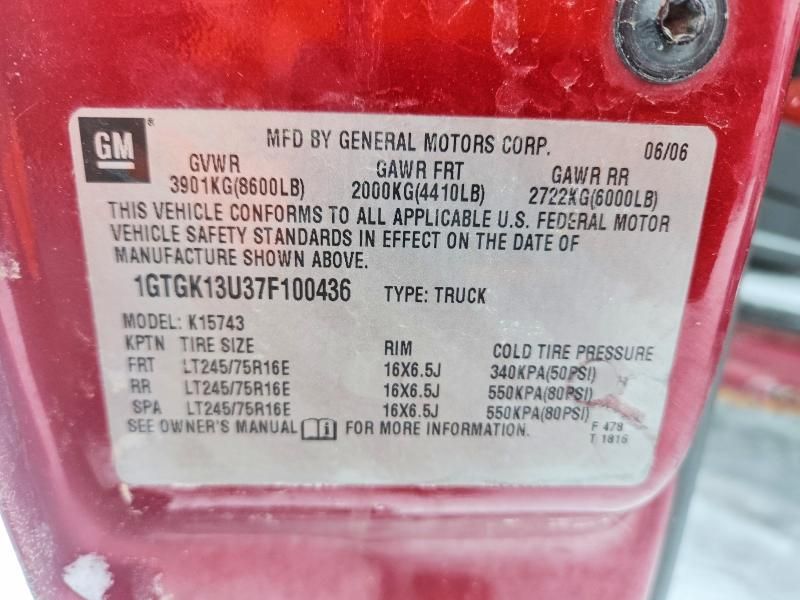 GM ®
MFD BY GENERAL MOTORS CORP. 06/06
GVWR GAWR FRT GAWR RR
3901KG(8600LB) 2000KG(4410LB) 2722KG(6000LB)
THIS VEHICLE CONFORMS TO ALL APPLICABLE U.S. FEDERAL MOTOR
VEHICLE SAFETY STANDARDS IN EFFECT ON THE DATE OF
MANUFACTURE SHOWN ABOVE.
1GTGK13U37F100436 TYPE: TRUCK
MODEL: K15743
KPTN TIRE SIZE RIM COLD TIRE PRESSURE
FRT LT245/75R16E 16X6.5J 340KPA(50PSI)
RR LT245/75R16E 16X6.5J 550KPA(80PSI)
SPA LT245/75R16E 16X6.5J 550KPA(80PSI)
SEE OWNER'S MANUAL FOR MORE INFORMATION. F 478
T 1816